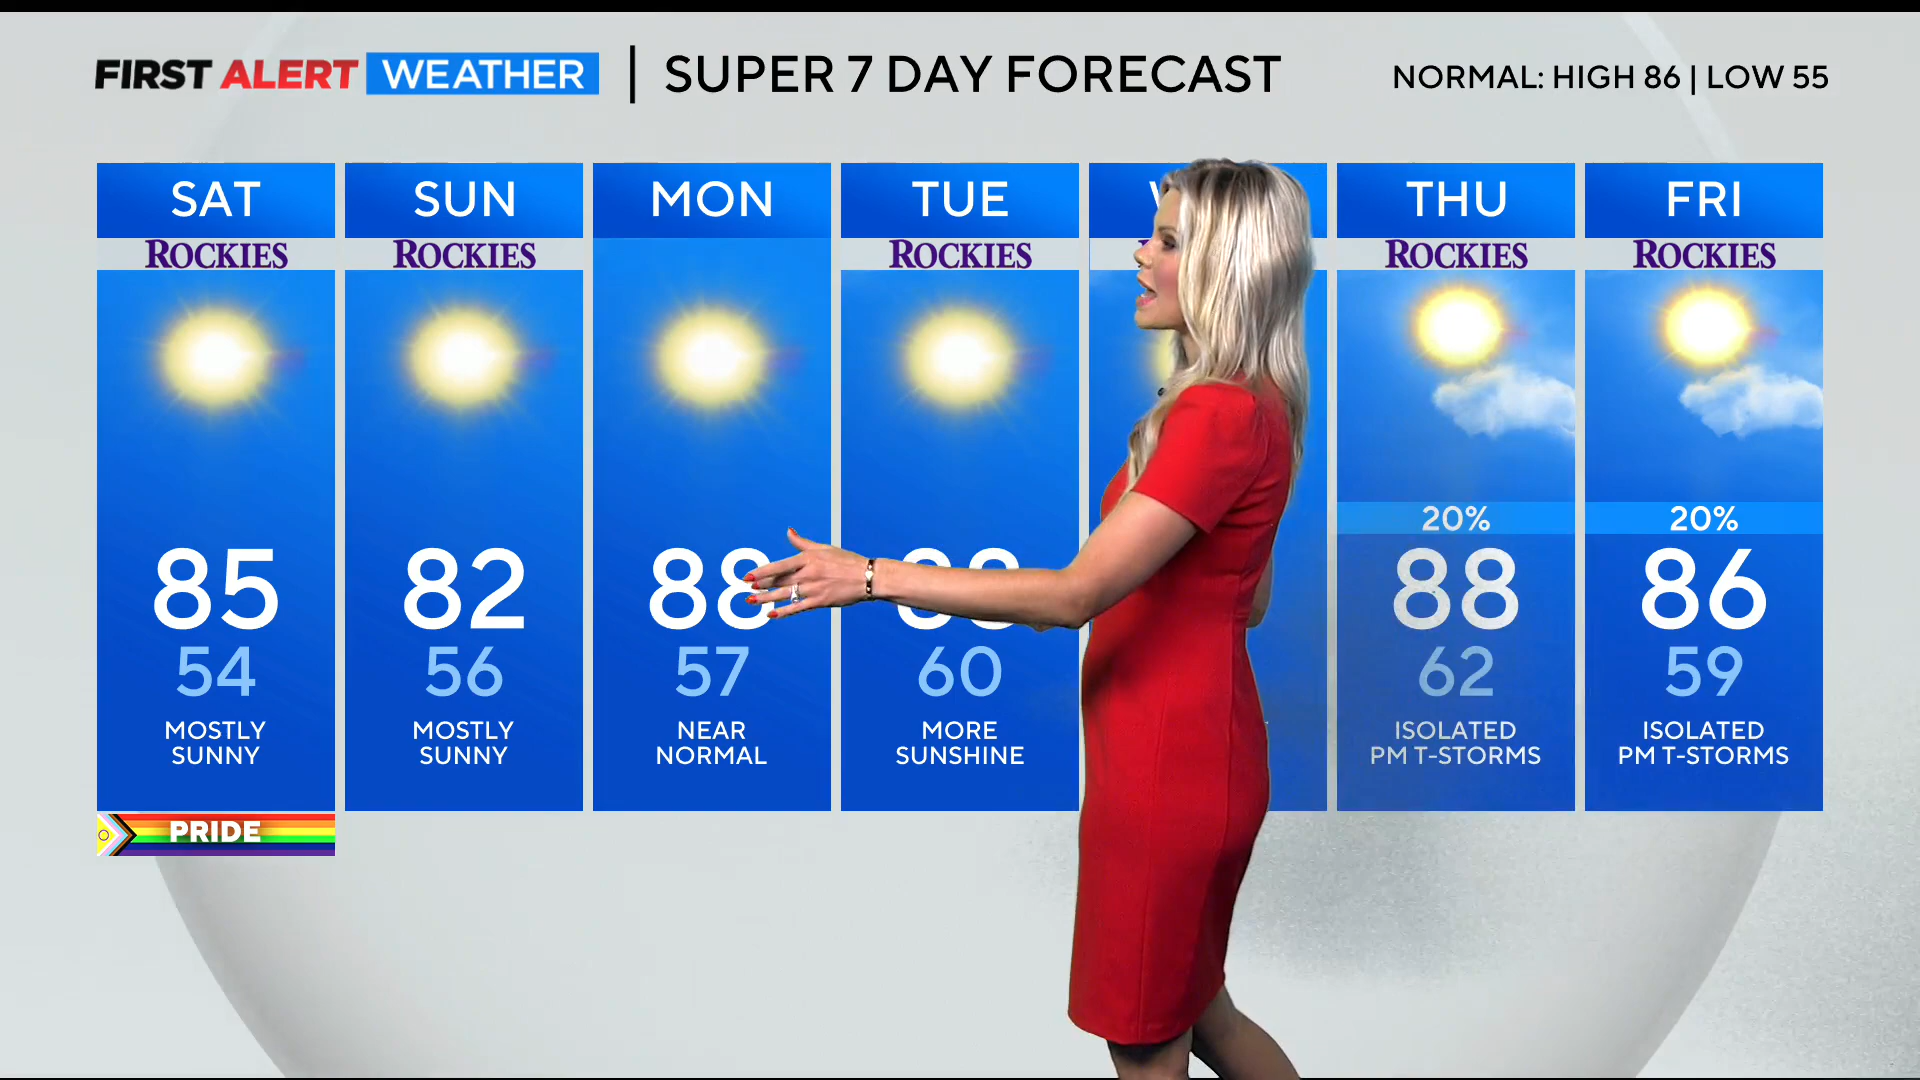 FIRST ALERT WEATHER | SUPER 7 DAY FORECAST
NORMAL: HIGH 86 | LOW 55
SAT
ROCKIES
85
54
MOSTLY
SUNNY
PRIDE
SUN
ROCKIES
82
56
MOSTLY
SUNNY
MON
88
57
NEAR
NORMAL
TUE
ROCKIES
60
MORE
SUNSHINE
THU
ROCKIES
20%
88
62
ISOLATED
PM T-STORMS
FRI
ROCKIES
20%
86
59
ISOLATED
PM T-STORMS